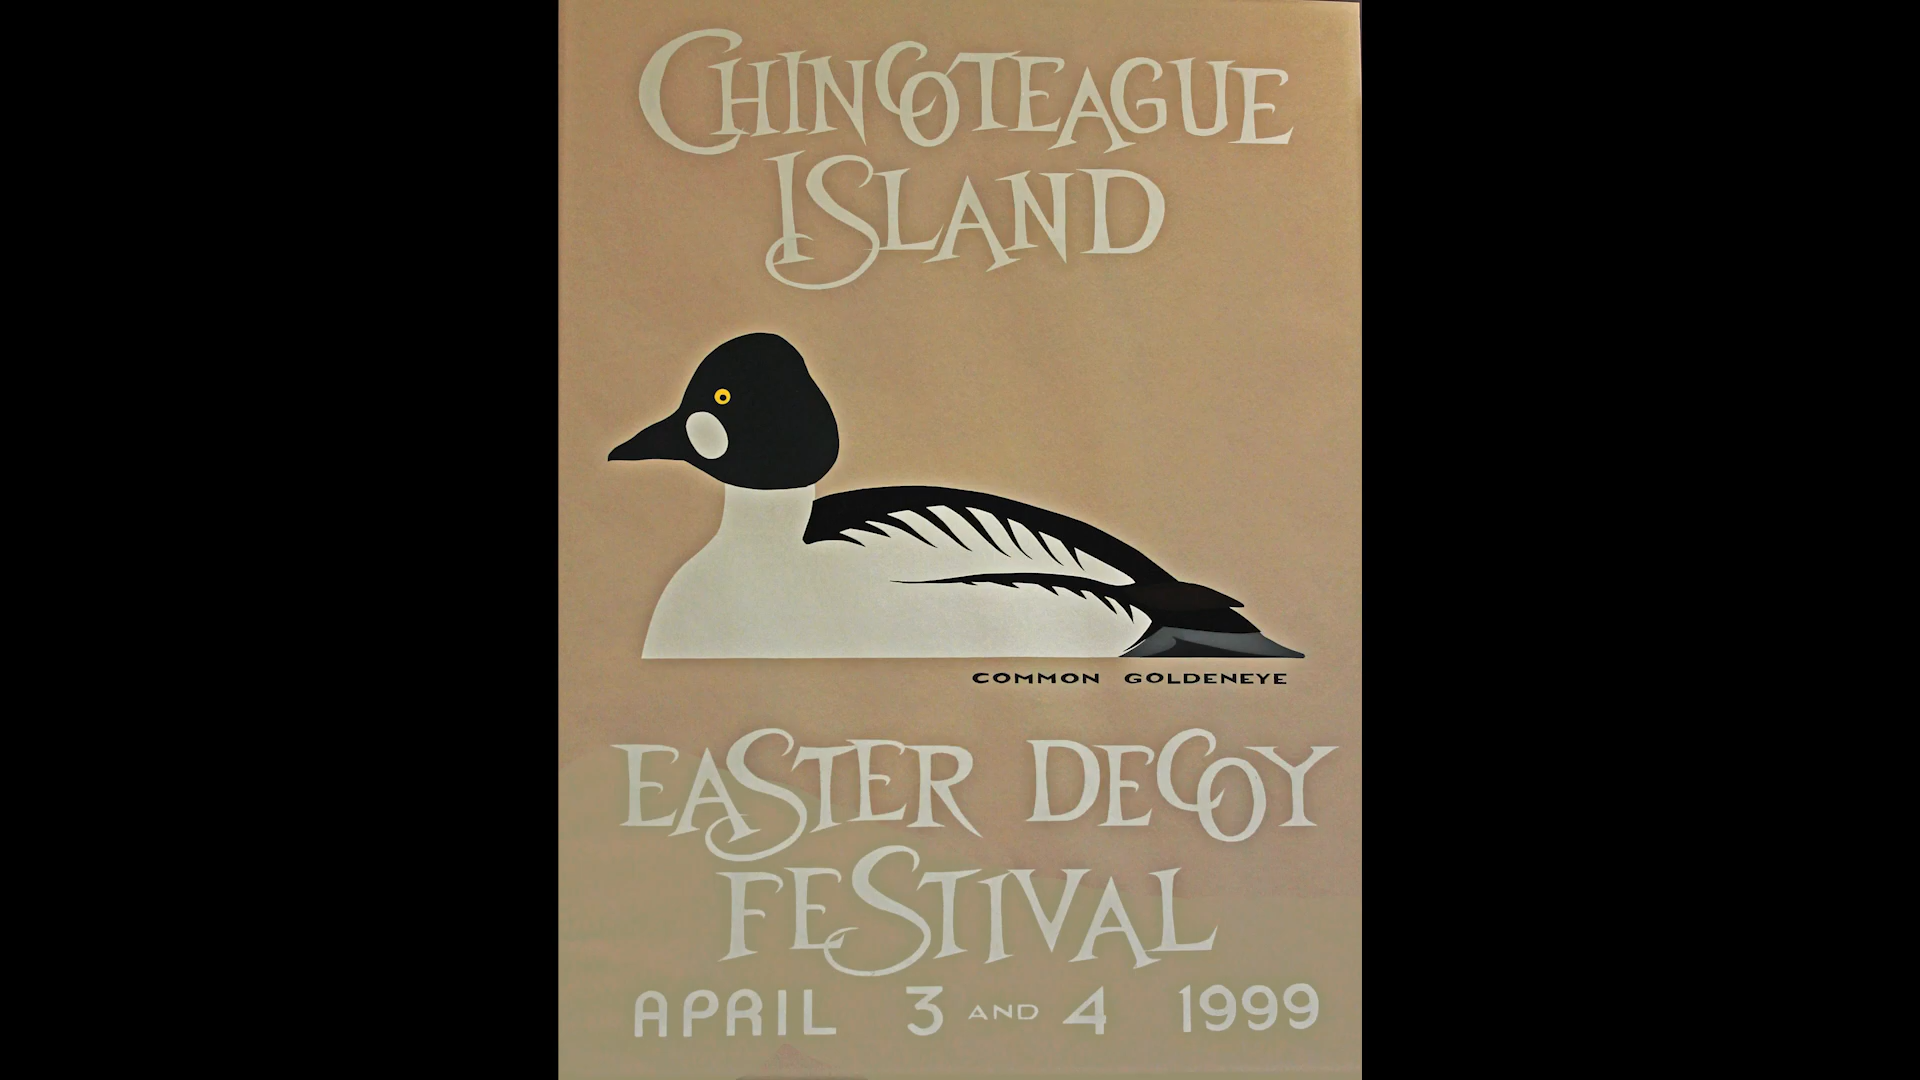 CHINCOTEAGUE
ISLAND
COMMON GOLDENEYE
EASTER DECOY
FESTIVAL
APRIL 3 AND 4 1999